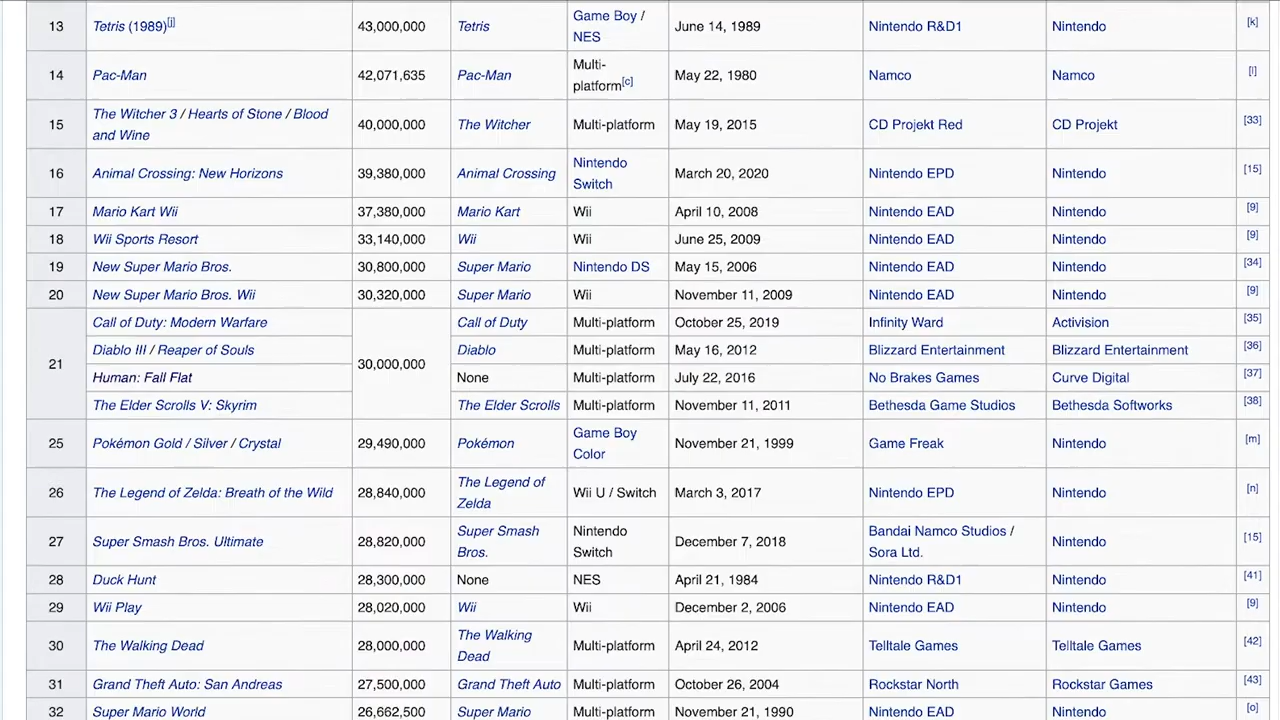 13 Tetris (1989)[j] 43,000,000 Tetris Game Boy / NES June 14, 1989 Nintendo R&D1 Nintendo [k]
14 Pac-Man 42,071,635 Pac-Man Multi-platform[c] May 22, 1980 Namco Namco [l]
15 The Witcher 3 / Hearts of Stone / Blood and Wine 40,000,000 The Witcher Multi-platform May 19, 2015 CD Projekt Red CD Projekt [33]
16 Animal Crossing: New Horizons 39,380,000 Animal Crossing Nintendo Switch March 20, 2020 Nintendo EPD Nintendo [15]
17 Mario Kart Wii 37,380,000 Mario Kart Wii April 10, 2008 Nintendo EAD Nintendo [9]
18 Wii Sports Resort 33,140,000 Wii Wii June 25, 2009 Nintendo EAD Nintendo [9]
19 New Super Mario Bros. 30,800,000 Super Mario Nintendo DS May 15, 2006 Nintendo EAD Nintendo [34]
20 New Super Mario Bros. Wii 30,320,000 Super Mario Wii November 11, 2009 Nintendo EAD Nintendo [9]
21 Call of Duty: Modern Warfare 30,000,000 Call of Duty Multi-platform October 25, 2019 Infinity Ward Activision [35]
Diablo III / Reaper of Souls Diablo Multi-platform May 16, 2012 Blizzard Entertainment Blizzard Entertainment [36]
Human: Fall Flat None Multi-platform July 22, 2016 No Brakes Games Curve Digital [37]
The Elder Scrolls V: Skyrim The Elder Scrolls Multi-platform November 11, 2011 Bethesda Game Studios Bethesda Softworks [38]
25 Pokémon Gold / Silver / Crystal 29,490,000 Pokémon Game Boy Color November 21, 1999 Game Freak Nintendo [m]
26 The Legend of Zelda: Breath of the Wild 28,840,000 The Legend of Zelda Wii U / Switch March 3, 2017 Nintendo EPD Nintendo [n]
27 Super Smash Bros. Ultimate 28,820,000 Super Smash Bros. Nintendo Switch December 7, 2018 Bandai Namco Studios / Sora Ltd. Nintendo [15]
28 Duck Hunt 28,300,000 None NES April 21, 1984 Nintendo R&D1 Nintendo [41]
29 Wii Play 28,020,000 Wii Wii December 2, 2006 Nintendo EAD Nintendo [9]
30 The Walking Dead 28,000,000 The Walking Dead Multi-platform April 24, 2012 Telltale Games Telltale Games [42]
31 Grand Theft Auto: San Andreas 27,500,000 Grand Theft Auto Multi-platform October 26, 2004 Rockstar North Rockstar Games [43]
32 Super Mario World 26,662,500 Super Mario Multi-platform November 21, 1990 Nintendo EAD Nintendo [o]